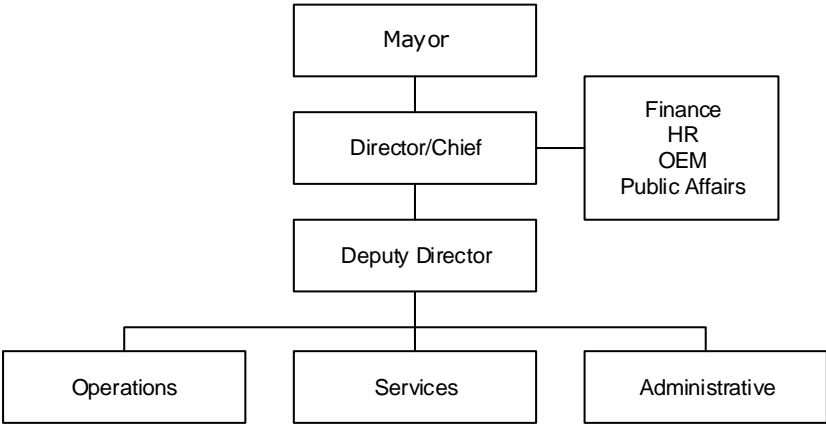 Mayor
Director/Chief
Finance
HR
OEM
Public Affairs
Deputy Director
Operations
Services
Administrative